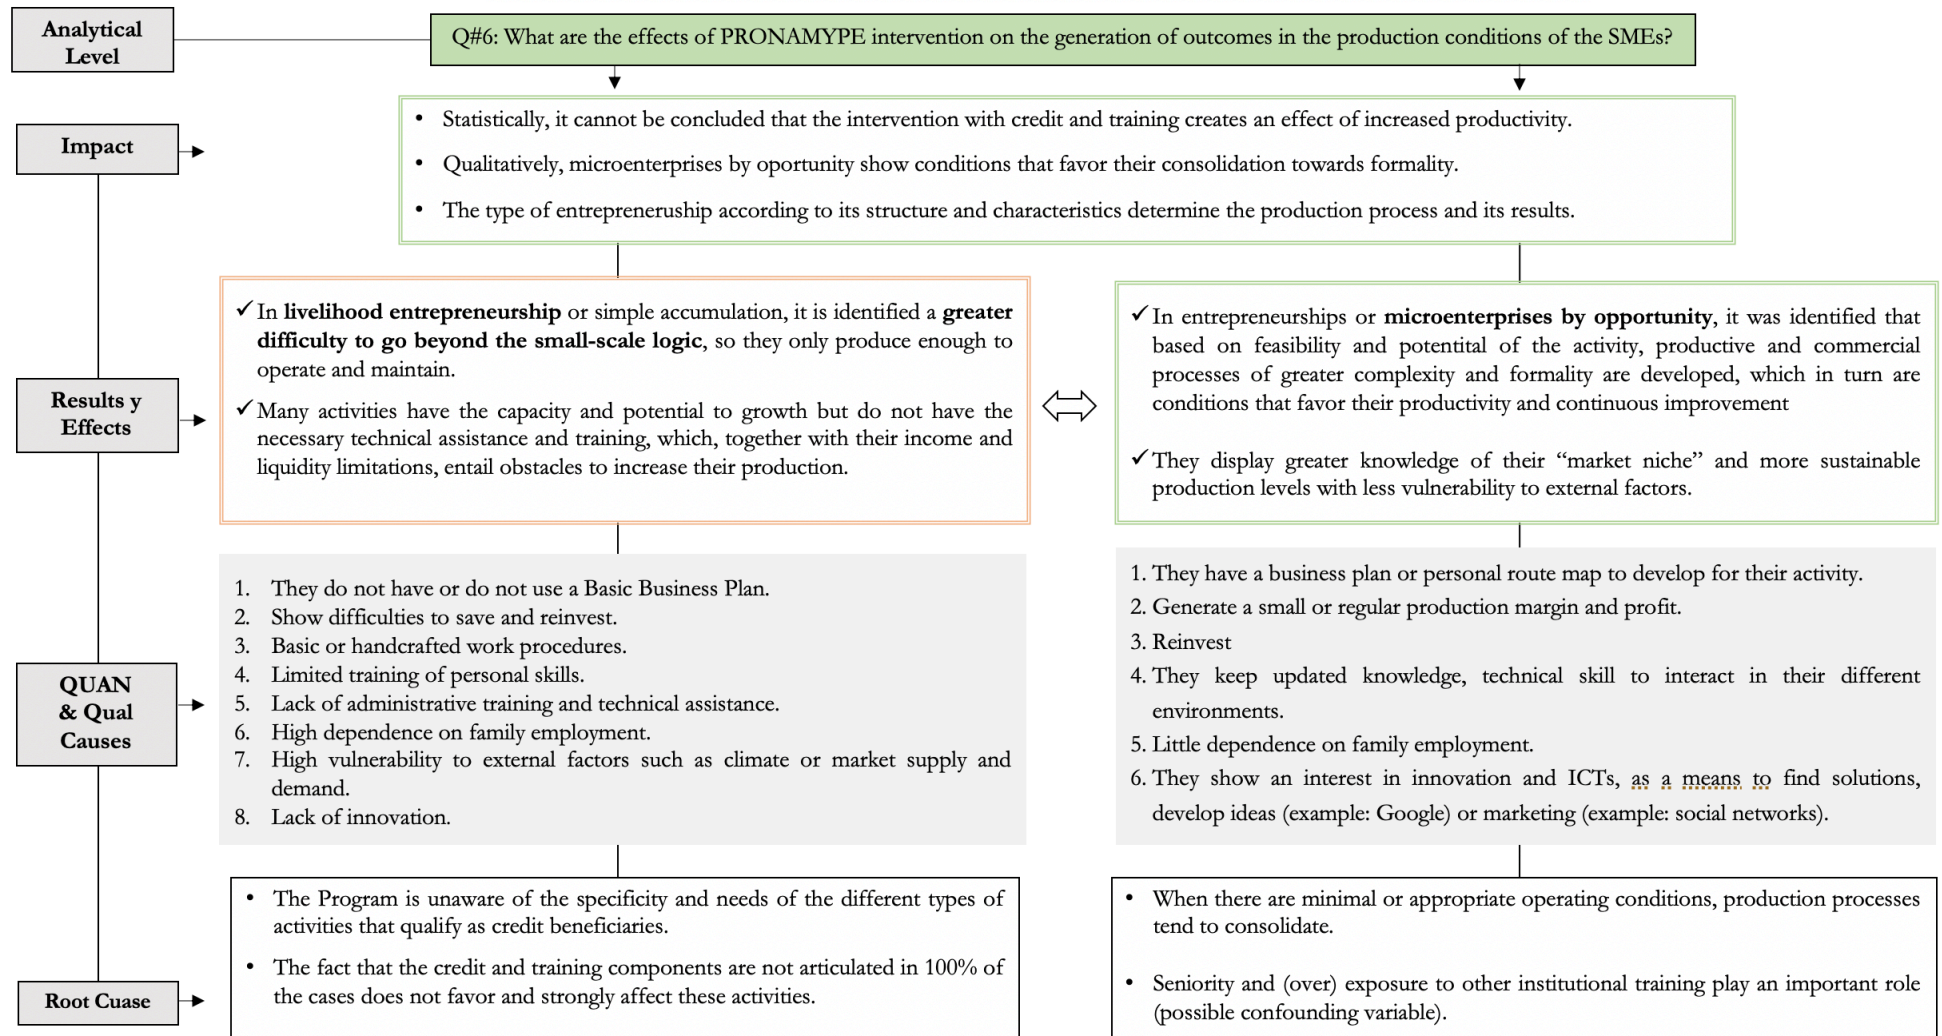 Analytical
Level
Q#6: What are the effects of PRONAMYPE intervention on the generation of outcomes in the production conditions of the SMEs?
Impact
• Statistically, it cannot be concluded that the intervention with credit and training creates an effect of increased productivity.
• Qualitatively, microenterprises by oportunity show conditions that favor their consolidation towards formality.
• The type of entrepreneruship according to its structure and characteristics determine the production process and its results.
Results y
Effects
✓In livelihood entrepreneurship or simple accumulation, it is identified a greater
difficulty to go beyond the small-scale logic, so they only produce enough to
operate and maintain.
✓Many activities have the capacity and potential to growth but do not have the
necessary technical assistance and training, which, together with their income and
liquidity limitations, entail obstacles to increase their production.
✓In entrepreneurships or microenterprises by opportunity, it was identified that
based on feasibility and potentital of the activity, productive and commercial
processes of greater complexity and formality are developed, which in turn are
conditions that favor their productivity and continuous improvement
✓They display greater knowledge of their “market niche” and more sustainable
production levels with less vulnerability to external factors.
QUAN
& Qual
Causes
1. They do not have or do not use a Basic Business Plan.
2. Show difficulties to save and reinvest.
3. Basic or handcrafted work procedures.
4. Limited training of personal skills.
5. Lack of administrative training and technical assistance.
6. High dependence on family employment.
7. High vulnerability to external factors such as climate or market supply and
demand.
8. Lack of innovation.
1. They have a business plan or personal route map to develop for their activity.
2. Generate a small or regular production margin and profit.
3. Reinvest
4. They keep updated knowledge, technical skill to interact in their different
environments.
5. Little dependence on family employment.
6. They show an interest in innovation and ICTs, as a means to find solutions,
develop ideas (example: Google) or marketing (example: social networks).
Root Cuase
• The Program is unaware of the specificity and needs of the different types of
activities that qualify as credit beneficiaries.
• The fact that the credit and training components are not articulated in 100% of
the cases does not favor and strongly affect these activities.
• When there are minimal or appropriate operating conditions, production processes
tend to consolidate.
• Seniority and (over) exposure to other institutional training play an important role
(possible confounding variable).